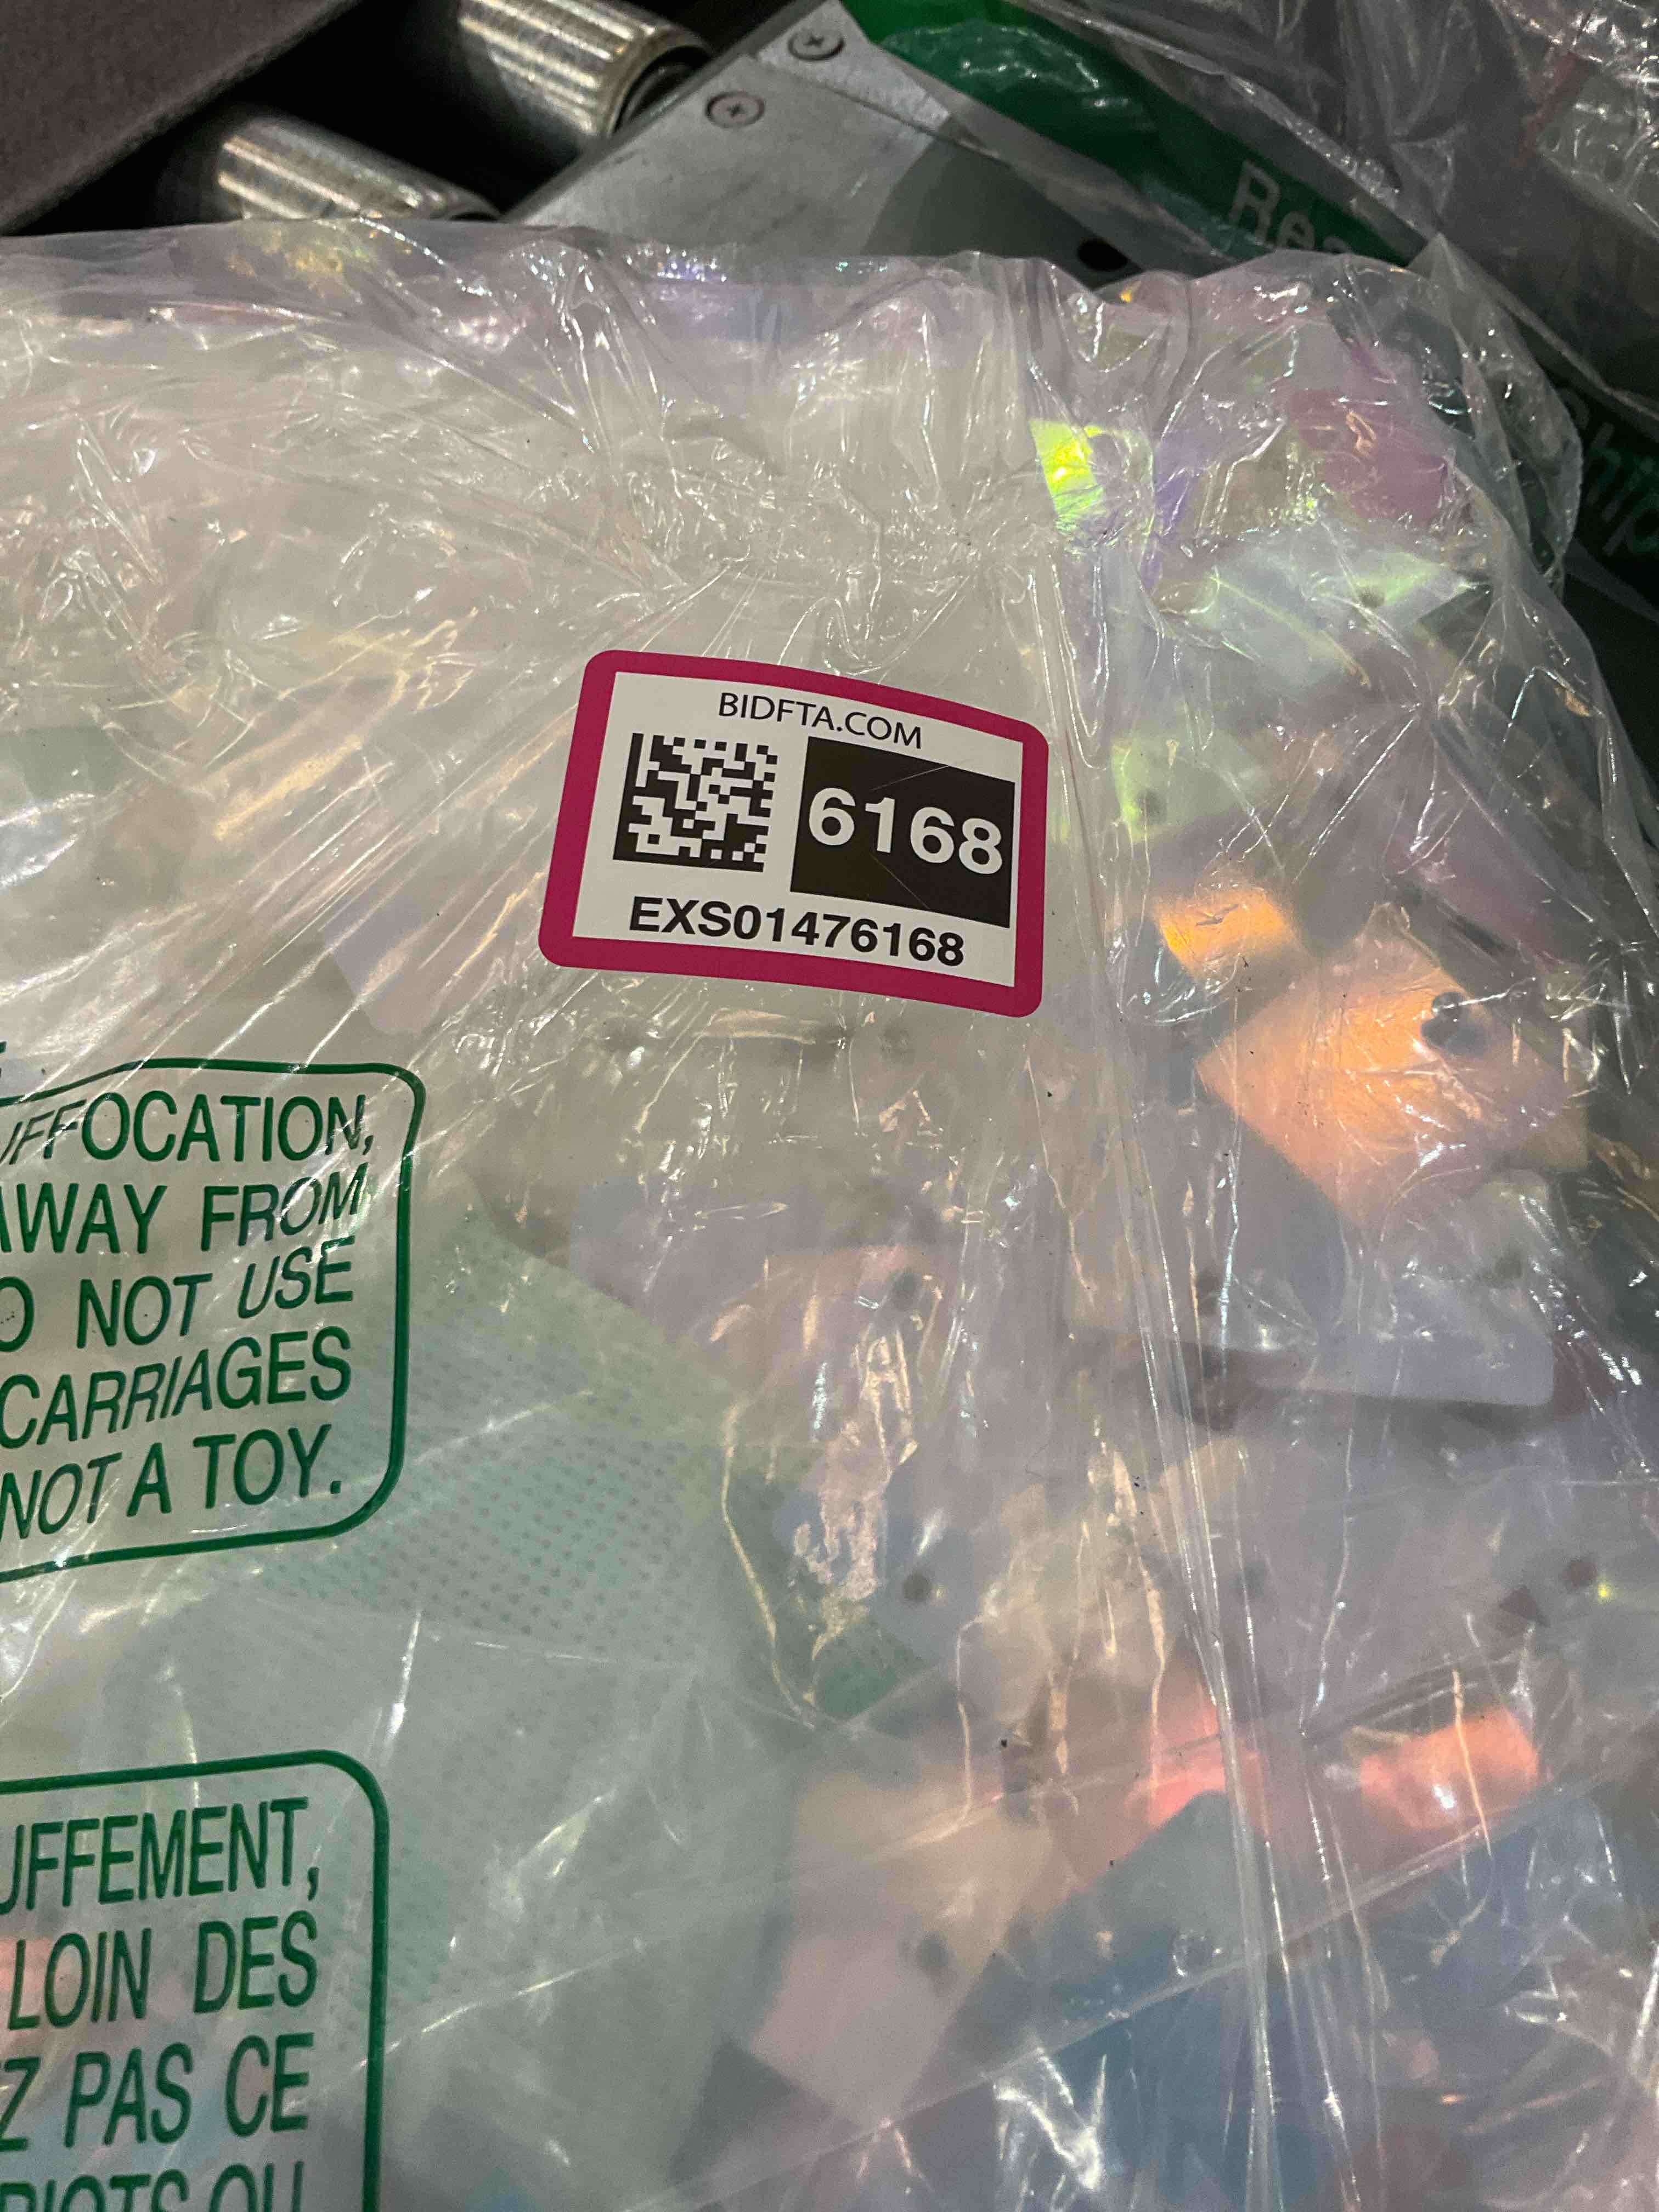 BIDFTA.COM
6168
EXS01476168
UFFOCATION,
AWAY FROM
O NOT USE
CARRIAGES
NOT A TOY.
UFFEMENT,
LOIN DES
Z PAS CE